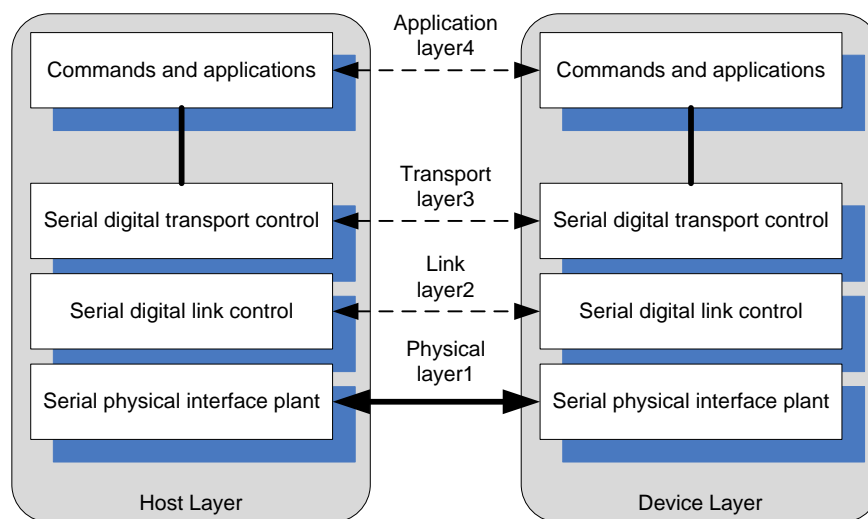 Application
layer4
Commands and applications
Commands and applications
Transport
layer3
Serial digital transport control
Serial digital transport control
Link
layer2
Serial digital link control
Serial digital link control
Physical
layer1
Serial physical interface plant
Serial physical interface plant
Host Layer
Device Layer